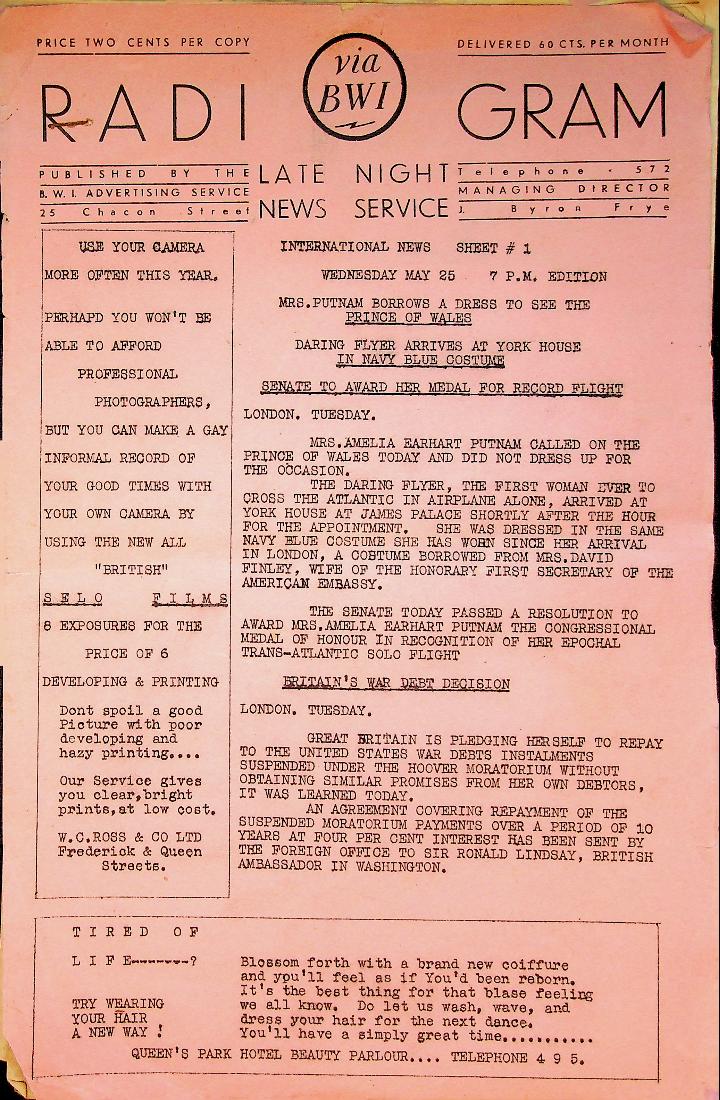 PRICE TWO CENTS PER COPY
via
BWI
DELIVERED 60 CTS. PER MONTH
RADI GRAM
PUBLISHED BY THE
B.W.I. ADVERTISING SERVICE
25 Chacon Street
LATE NIGHT
NEWS SERVICE
Telephone - 572
MANAGING DIRECTOR
J. Byron Frye
USE YOUR CAMERA
MORE OFTEN THIS YEAR.
PERHAPD YOU WON'T BE
ABLE TO AFFORD
PROFESSIONAL
PHOTOGRAPHERS,
BUT YOU CAN MAKE A GAY
INFORMAL RECORD OF
YOUR GOOD TIMES WITH
YOUR OWN CAMERA BY
USING THE NEW ALL
"BRITISH"
SELO FILMS
8 EXPOSURES FOR THE
PRICE OF 6
DEVELOPING & PRINTING
Dont spoil a good
Picture with poor
developing and
hazy printing....
Our Service gives
you clear,bright
prints,at low cost.
W.C.ROSS & CO LTD
Frederick & Queen
Streets.
INTERNATIONAL NEWS SHEET # 1
WEDNESDAY MAY 25 7 P.M. EDITION
MRS.PUTNAM BORROWS A DRESS TO SEE THE
PRINCE OF WALES
DARING FLYER ARRIVES AT YORK HOUSE
IN NAVY BLUE COSTUME
SENATE TO AWARD HER MEDAL FOR RECORD FLIGHT
LONDON. TUESDAY.
MRS.AMELIA EARHART PUTNAM CALLED ON THE
PRINCE OF WALES TODAY AND DID NOT DRESS UP FOR
THE OCCASION.
THE DARING FLYER, THE FIRST WOMAN EVER TO
CROSS THE ATLANTIC IN AIRPLANE ALONE, ARRIVED AT
YORK HOUSE AT JAMES PALACE SHORTLY AFTER THE HOUR
FOR THE APPOINTMENT. SHE WAS DRESSED IN THE SAME
NAVY BLUE COSTUME SHE HAS WORN SINCE HER ARRIVAL
IN LONDON, A COBTUME BORROWED FROM MRS.DAVID
FINLEY, WIFE OF THE HONORARY FIRST SECRETARY OF THE
AMERICAN EMBASSY.
THE SENATE TODAY PASSED A RESOLUTION TO
AWARD MRS.AMELIA EARHART PUTNAM THE CONGRESSIONAL
MEDAL OF HONOUR IN RECOGNITION OF HER EPOCHAL
TRANS-ATLANTIC SOLO FLIGHT
BRITAIN'S WAR DEBT DECISION
LONDON. TUESDAY.
GREAT BRITAIN IS PLEDGING HERSELF TO REPAY
TO THE UNITED STATES WAR DEBTS INSTALMENTS
SUSPENDED UNDER THE HOOVER MORATORIUM WITHOUT
OBTAINING SIMILAR PROMISES FROM HER OWN DEBTORS,
IT WAS LEARNED TODAY.
AN AGREEMENT COVERING REPAYMENT OF THE
SUSPENDED MORATORIUM PAYMENTS OVER A PERIOD OF 10
YEARS AT FOUR PER CENT INTEREST HAS BEEN SENT BY
THE FOREIGN OFFICE TO SIR RONALD LINDSAY, BRITISH
AMBASSADOR IN WASHINGTON.
TIRED OF
LIFE-------?
TRY WEARING
YOUR HAIR
A NEW WAY !
Blossom forth with a brand new coiffure
and you'll feel as if You'd been reborn.
It's the best thing for that blase feeling
we all know. Do let us wash, wave, and
dress your hair for the next dance.
You'll have a simply great time...........
QUEEN'S PARK HOTEL BEAUTY PARLOUR.... TELEPHONE 4 9 5.